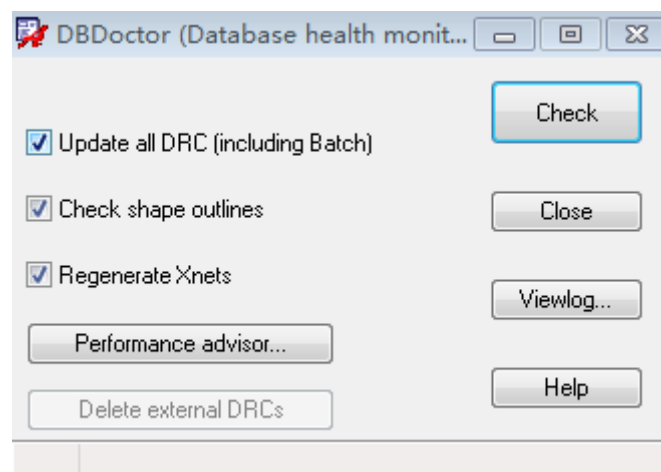 DBDoctor (Database health monit...
Check
Update all DRC (including Batch)
Check shape outlines
Close
Regenerate Xnets
Viewlog...
Performance advisor...
Help
Delete external DRCs